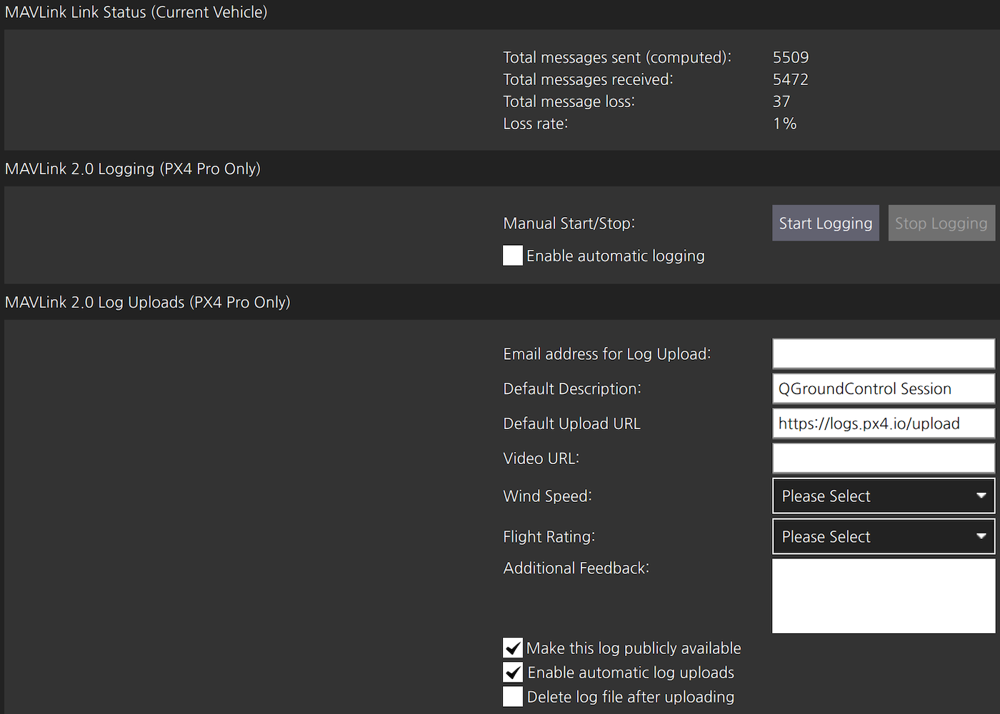 MAVLink Link Status (Current Vehicle)
Total messages sent (computed): 5509
Total messages received: 5472
Total message loss: 37
Loss rate: 1%
MAVLink 2.0 Logging (PX4 Pro Only)
Manual Start/Stop: Start Logging Stop Logging
Enable automatic logging
MAVLink 2.0 Log Uploads (PX4 Pro Only)
Email address for Log Upload:
Default Description: QGroundControl Session
Default Upload URL https://logs.px4.io/upload
Video URL:
Wind Speed: Please Select
Flight Rating: Please Select
Additional Feedback:
Make this log publicly available
Enable automatic log uploads
Delete log file after uploading